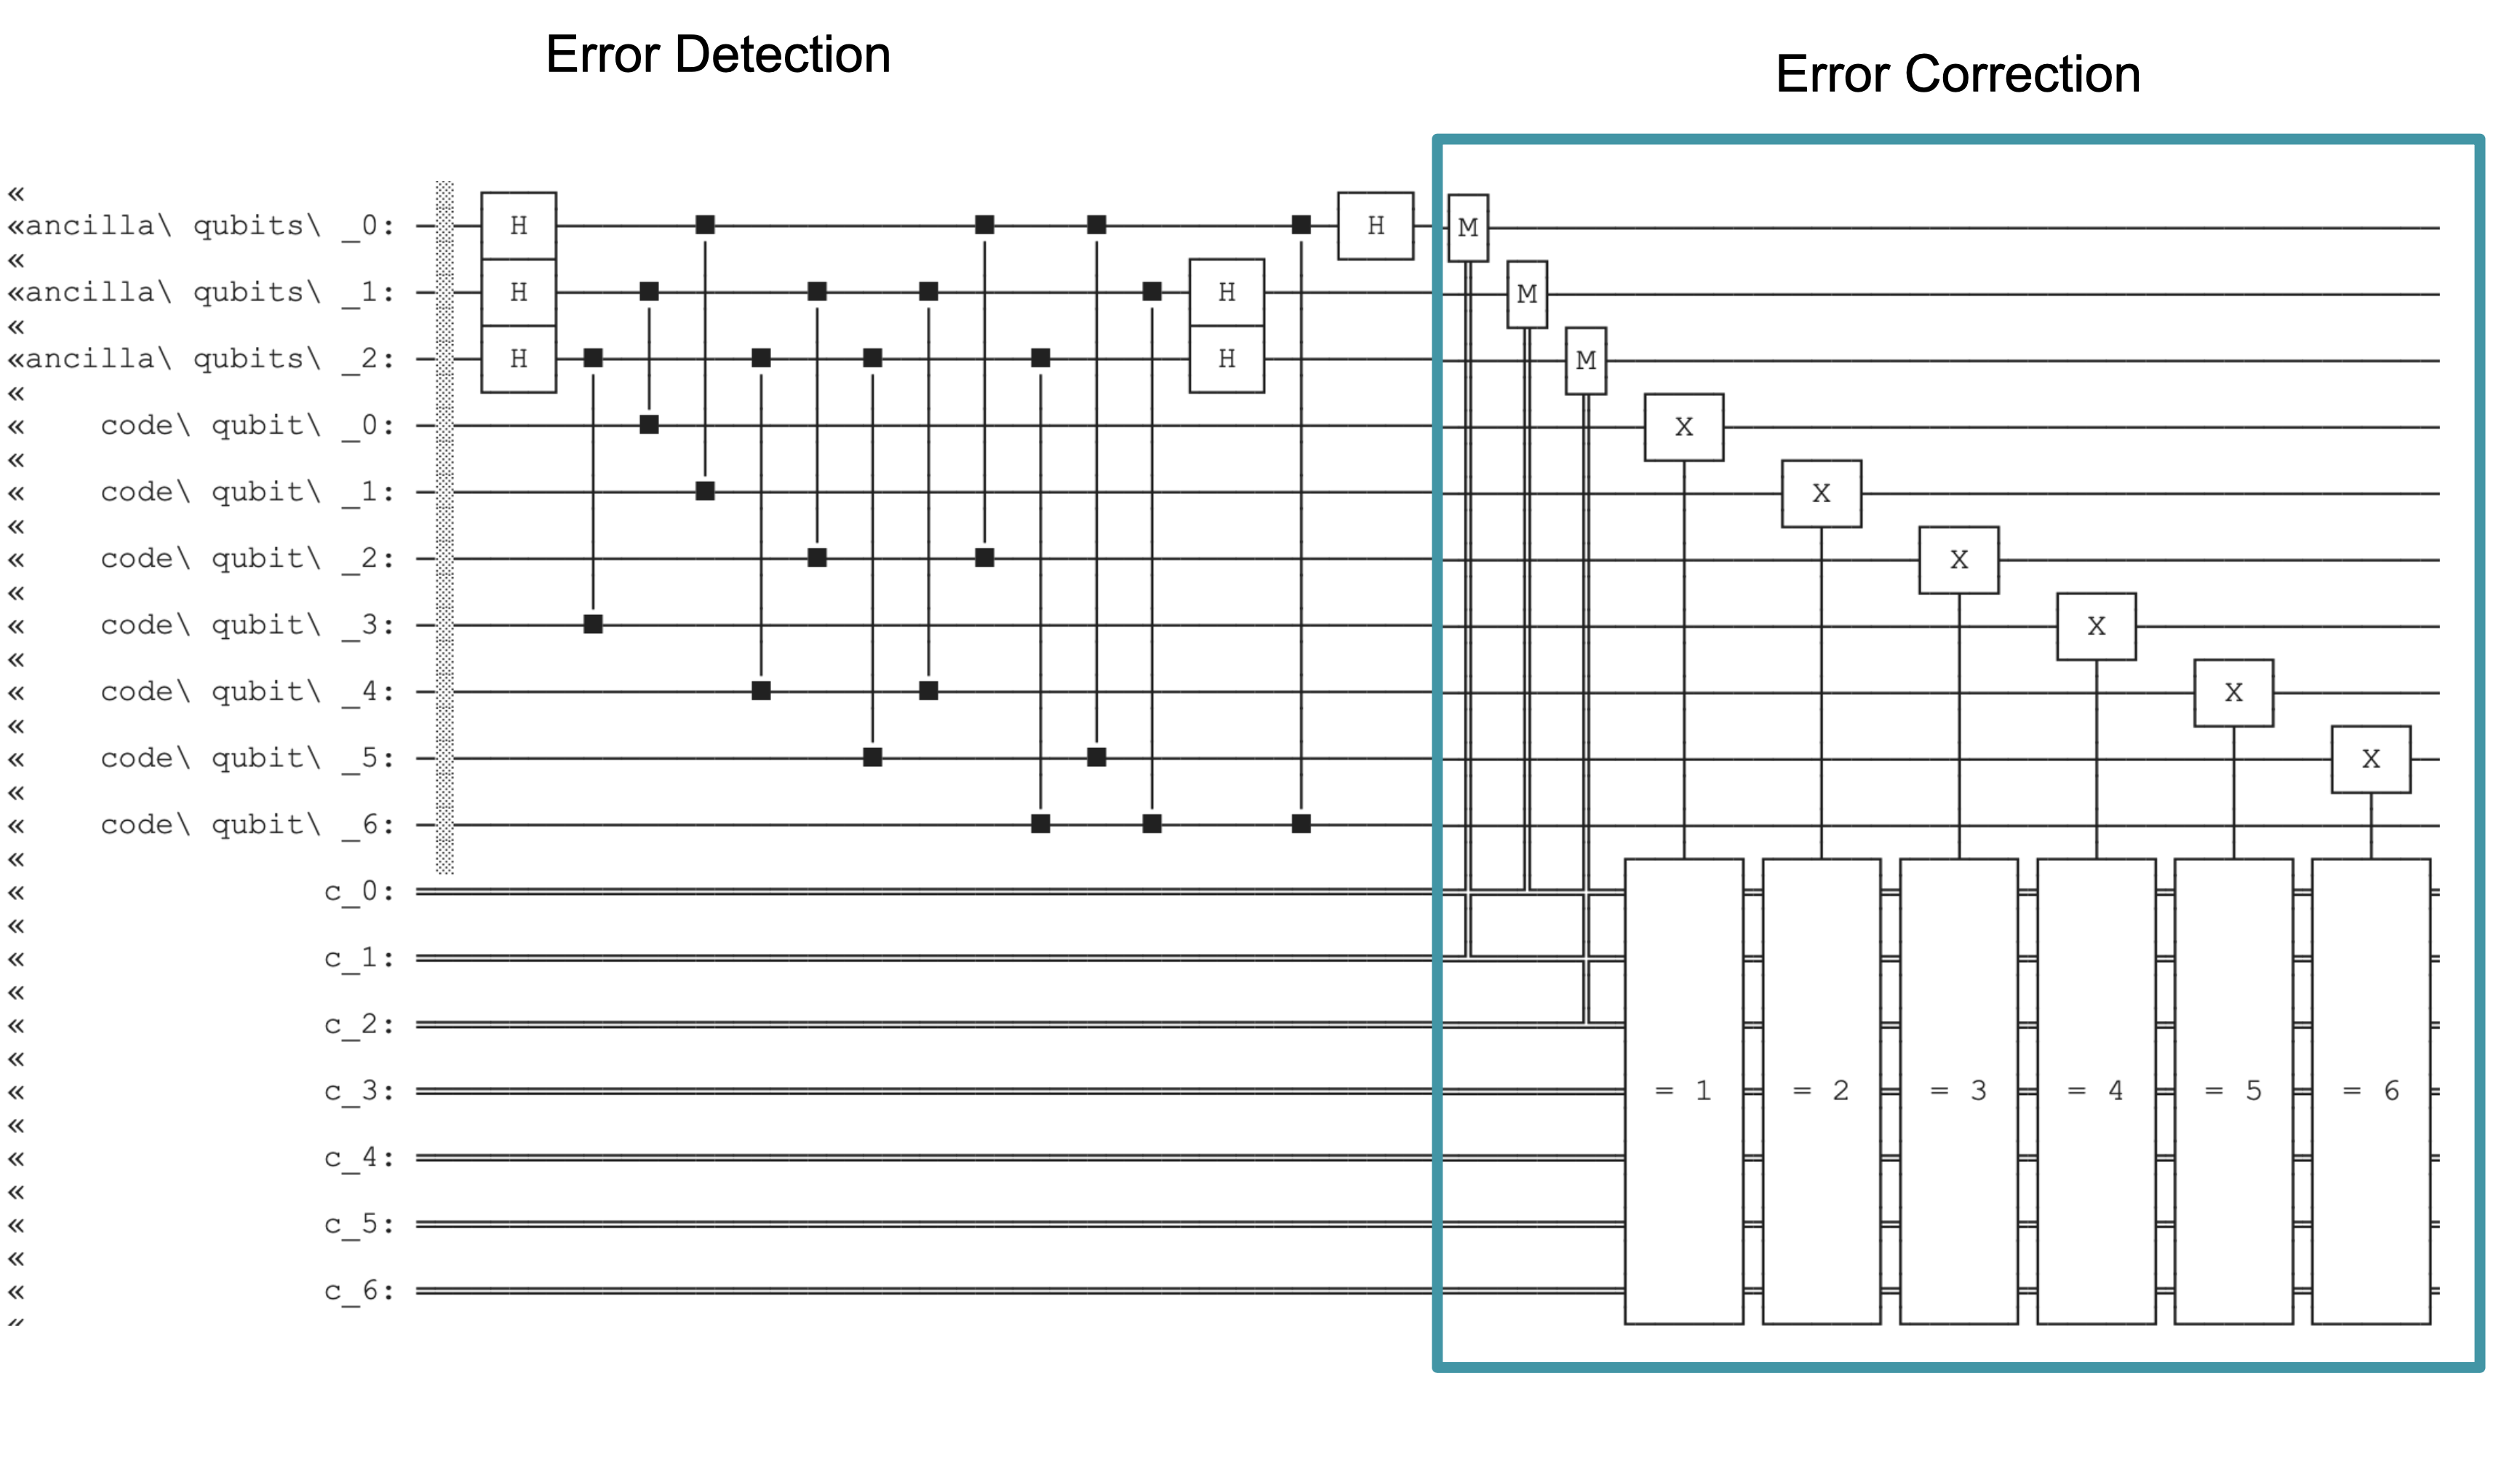 Error Detection
Error Correction
«
«ancilla\ qubits\ _0: H H M
«
«ancilla\ qubits\ _1: H H M
«
«ancilla\ qubits\ _2: H H M
«
« code\ qubit\ _0: X
«
« code\ qubit\ _1: X
«
« code\ qubit\ _2: X
«
« code\ qubit\ _3: X
«
« code\ qubit\ _4: X
«
« code\ qubit\ _5: X
«
« code\ qubit\ _6:
«
« c_0:
«
« c_1:
«
« c_2:
«
« c_3: = 1 = 2 = 3 = 4 = 5 = 6
«
« c_4:
«
« c_5:
«
« c_6:
«